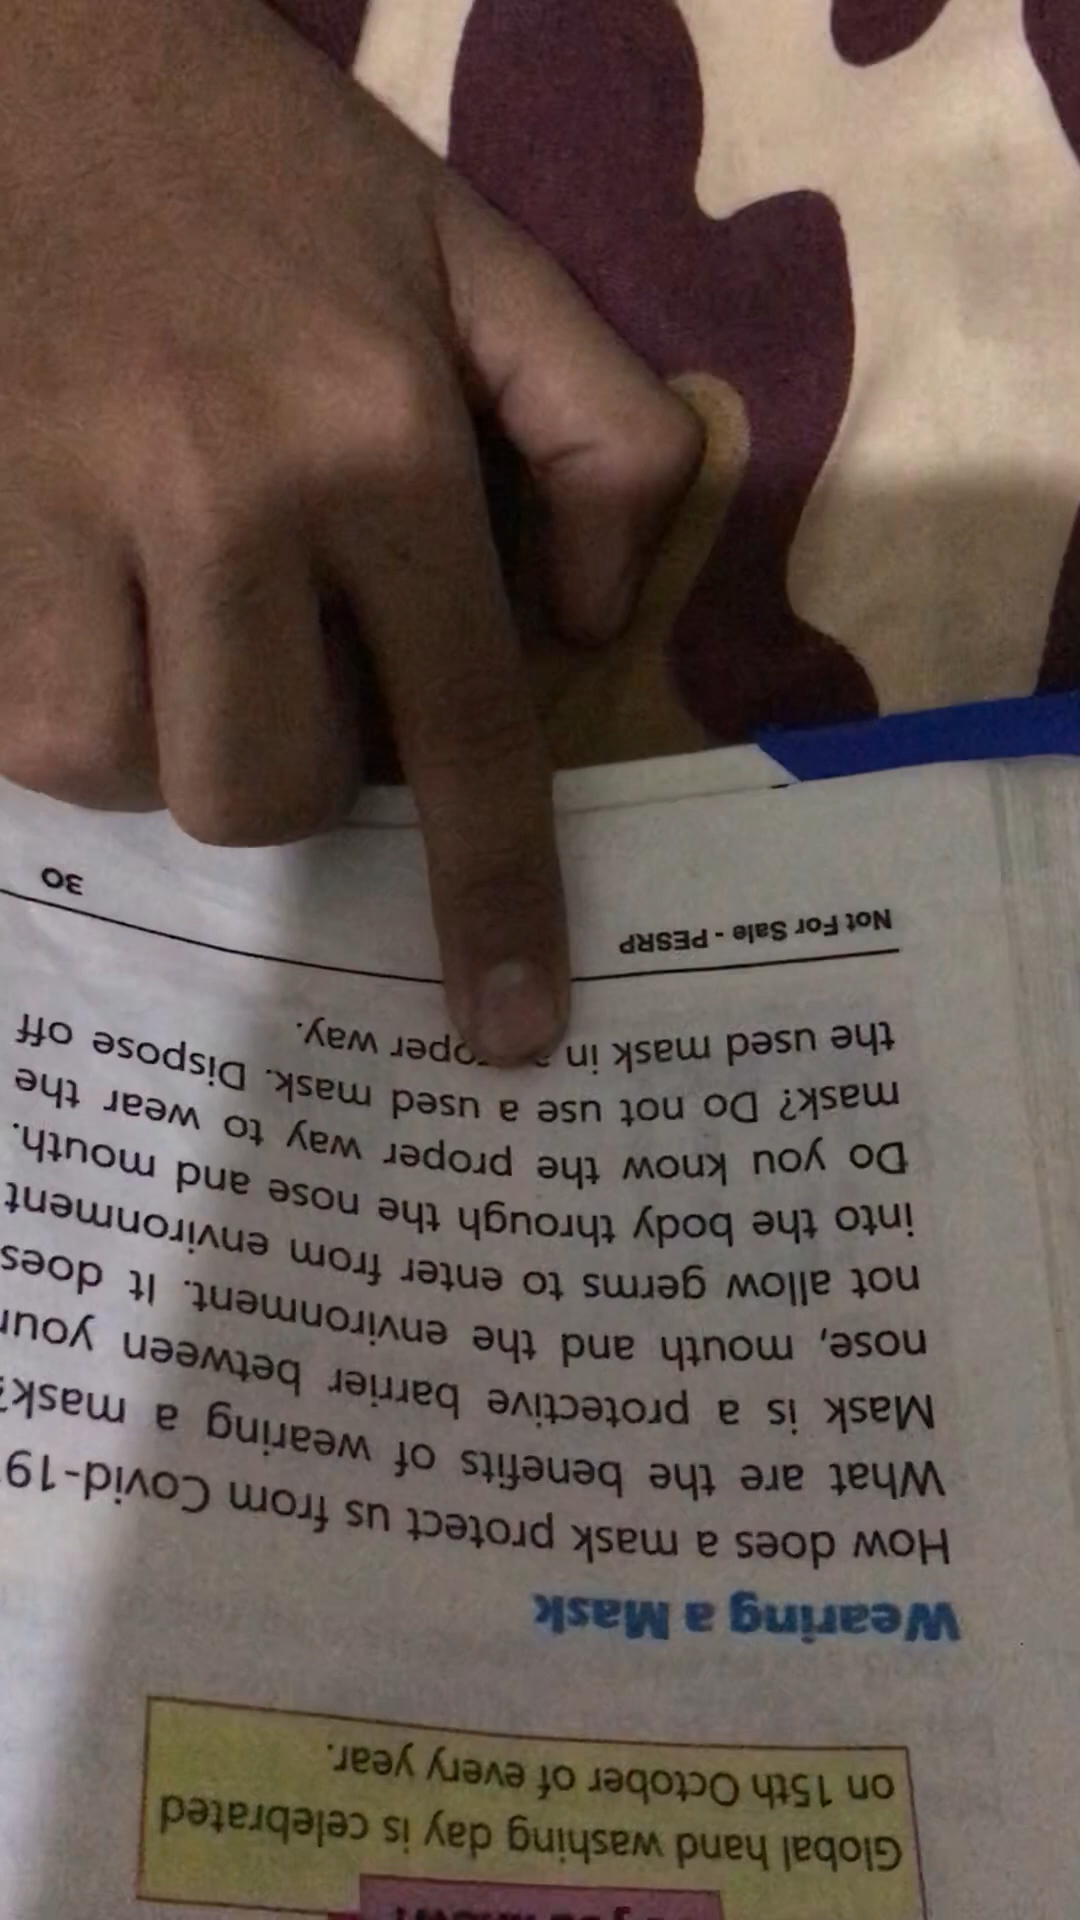 Global hand washing day is celebrated
on 15th October of every year.
Wearing a Mask
How does a mask protect us from Covid-19
What are the benefits of wearing a mask?
Mask is a protective barrier between your
nose, mouth and the environment. It does
not allow germs to enter from environment
into the body through the nose and mouth.
Do you know the proper way to wear the
mask? Do not use a used mask. Dispose off
the used mask in way.
Not For Sale - PESRP
30